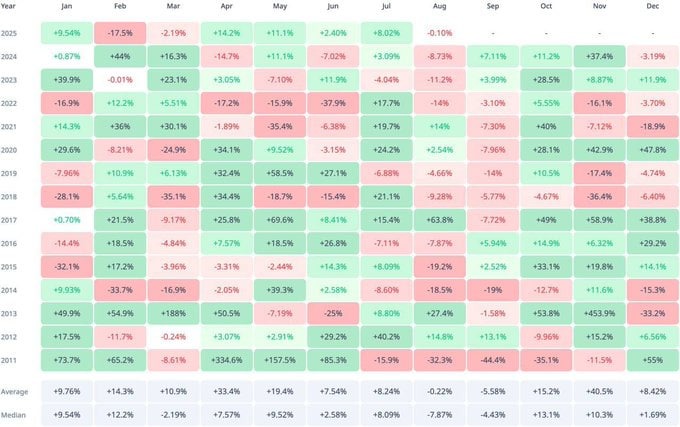 Year Jan Feb Mar Apr May Jun Jul Aug Sep Oct Nov Dec
2025 +9.54% -17.5% -2.19% +14.2% +11.1% +2.40% +8.02% -0.10% - - - -
2024 +0.87% +44% +16.3% -14.7% +11.1% -7.02% +3.09% -8.73% +7.11% +11.2% +37.4% -3.19%
2023 +39.9% -0.01% +23.1% +3.05% -7.10% +11.9% -4.04% -11.2% +3.99% +28.5% +8.87% +11.9%
2022 -16.9% +12.2% +5.51% -17.2% -15.9% -37.9% +17.7% -14% -3.10% +5.55% -16.1% -3.70%
2021 +14.3% +36% +30.1% -1.89% -35.4% -6.38% +19.7% +14% -7.30% +40% -7.12% -18.9%
2020 +29.6% -8.21% -24.9% +34.1% +9.52% -3.15% +24.2% +2.54% -7.96% +28.1% +42.9% +47.8%
2019 -7.96% +10.9% +6.13% +32.4% +58.5% +27.1% -6.88% -4.66% -14% +10.5% -17.4% -4.74%
2018 -28.1% +5.64% -35.1% +34.4% -18.7% -15.4% +21.1% -9.28% -5.77% -4.67% -36.4% -6.40%
2017 +0.70% +21.5% -9.17% +25.8% +69.6% +8.41% +15.4% +63.8% -7.72% +49% +58.9% +38.8%
2016 -14.4% +18.5% -4.84% +7.57% +18.5% +26.8% -7.11% -7.87% +5.94% +14.9% +6.32% +29.2%
2015 -32.1% +17.2% -3.96% -3.31% -2.44% +14.3% +8.09% -19.2% +2.52% +33.1% +19.8% +14.1%
2014 +9.93% -33.7% -16.9% -2.05% +39.3% +2.58% -8.60% -18.5% -19% -12.7% +11.6% -15.3%
2013 +49.9% +54.9% +188% +50.5% -7.19% -25% +8.80% +27.4% -1.58% +53.8% +453.9% -33.2%
2012 +17.5% -11.7% -0.24% +3.07% +2.91% +29.2% +40.2% +14.8% +13.1% -9.96% +15.2% +6.56%
2011 +73.7% +65.2% -8.61% +334.6% +157.5% +85.3% -15.9% -32.3% -44.4% -35.1% -11.5% +55%
Average +9.76% +14.3% +10.9% +33.4% +19.4% +7.54% +8.24% -0.22% -5.58% +15.2% +40.5% +8.42%
Median +9.54% +12.2% -2.19% +7.57% +9.52% +2.58% +8.09% -7.87% -4.43% +13.1% +10.3% +1.69%